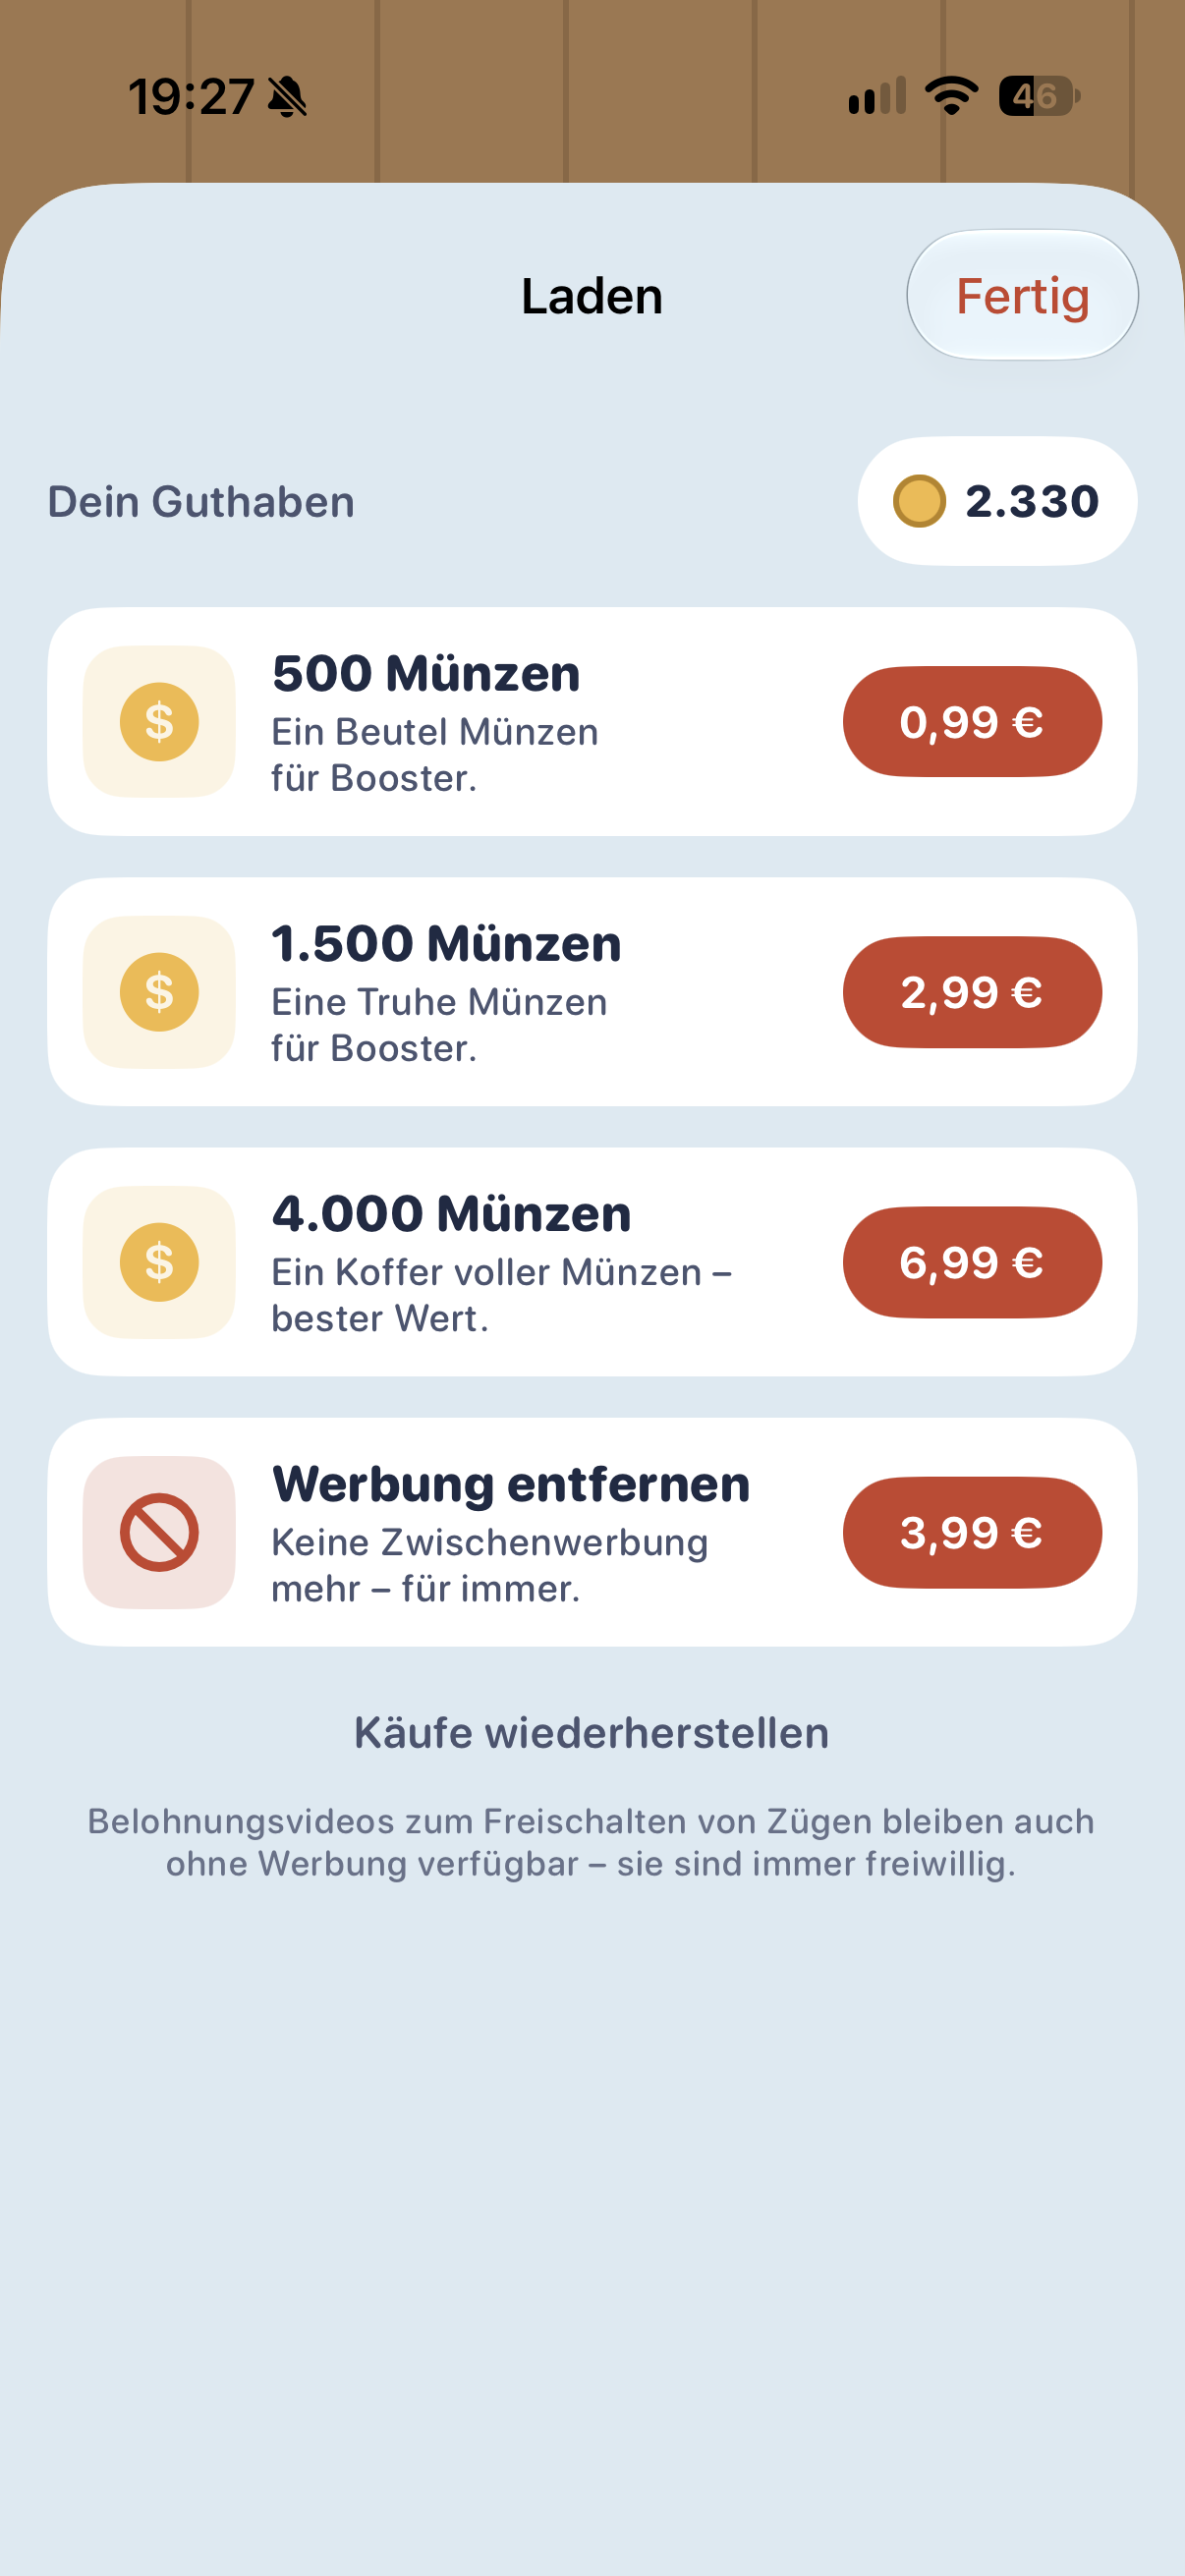 19:27
46
Laden
Fertig
Dein Guthaben
2.330
$
500 Münzen
Ein Beutel Münzen
für Booster.
0,99 €
$
1.500 Münzen
Eine Truhe Münzen
für Booster.
2,99 €
$
4.000 Münzen
Ein Koffer voller Münzen –
bester Wert.
6,99 €
Werbung entfernen
Keine Zwischenwerbung
mehr – für immer.
3,99 €
Käufe wiederherstellen
Belohnungsvideos zum Freischalten von Zügen bleiben auch
ohne Werbung verfügbar – sie sind immer freiwillig.